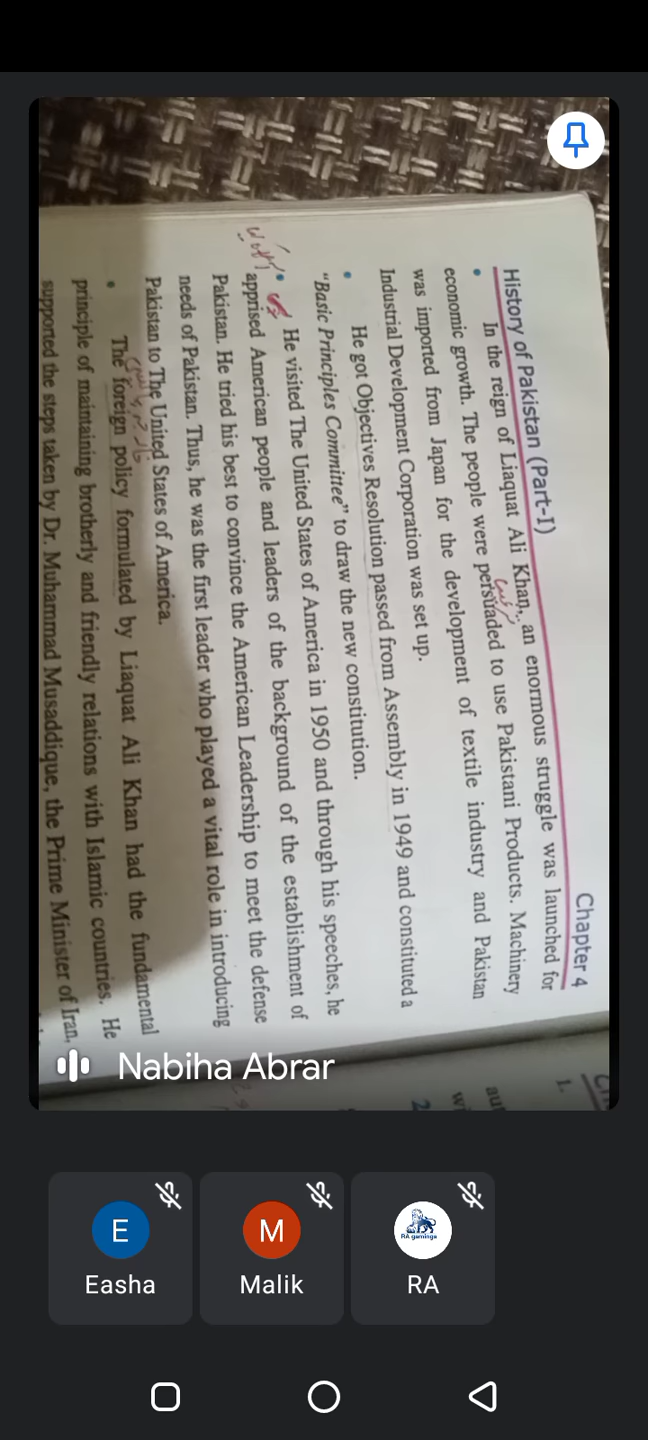 Chapter 4
History of Pakistan (Part-I)
In the reign of Liaquat Ali Khan, an enormous struggle was launched for
economic growth. The people were persuaded to use Pakistani Products. Machinery
was imported from Japan for the development of textile industry and Pakistan
Industrial Development Corporation was set up.
He got Objectives Resolution passed from Assembly in 1949 and constituted a
“Basic Principles Committee” to draw the new constitution.
He visited The United States of America in 1950 and through his speeches, he
apprised American people and leaders of the background of the establishment of
Pakistan. He tried his best to convince the American Leadership to meet the defense
needs of Pakistan. Thus, he was the first leader who played a vital role in introducing
Pakistan to The United States of America.
The foreign policy formulated by Liaquat Ali Khan had the fundamental
principle of maintaining brotherly and friendly relations with Islamic countries. He
supported the steps taken by Dr. Muhammad Musaddique, the Prime Minister of Iran,
1.
aut
2
Nabiha Abrar
E
M
RA gamings
Easha
Malik
RA